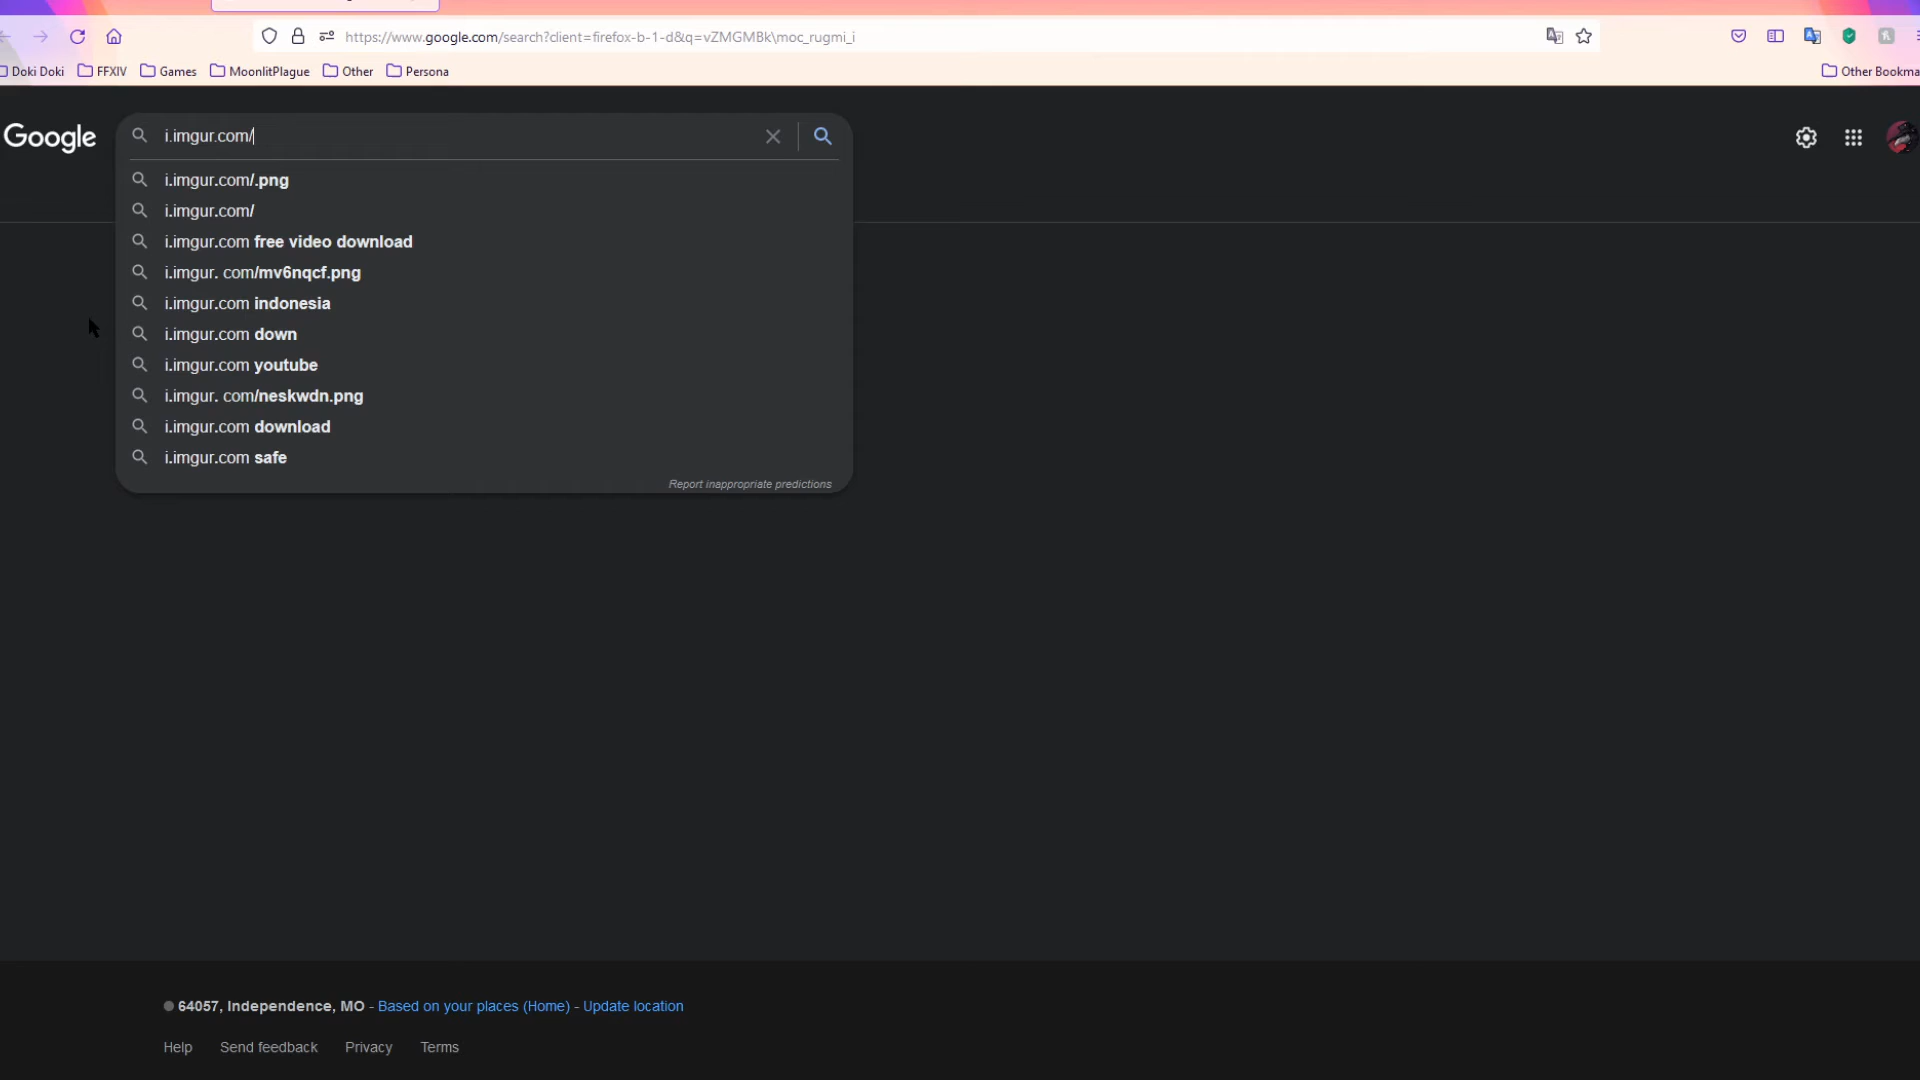 https://www.google.com/search?client=firefox-b-1-d&q=vZMGMBk\moc_rugmi_i
Doki Doki FFXIV Games MoonlitPlague Other Persona Other Bookma
Google
i.imgur.com/
i.imgur.com/.png
i.imgur.com/
i.imgur.com free video download
i.imgur. com/mv6nqcf.png
i.imgur.com indonesia
i.imgur.com down
i.imgur.com youtube
i.imgur. com/neskwdn.png
i.imgur.com download
i.imgur.com safe
Report inappropriate predictions
64057, Independence, MO - Based on your places (Home) - Update location
Help Send feedback Privacy Terms